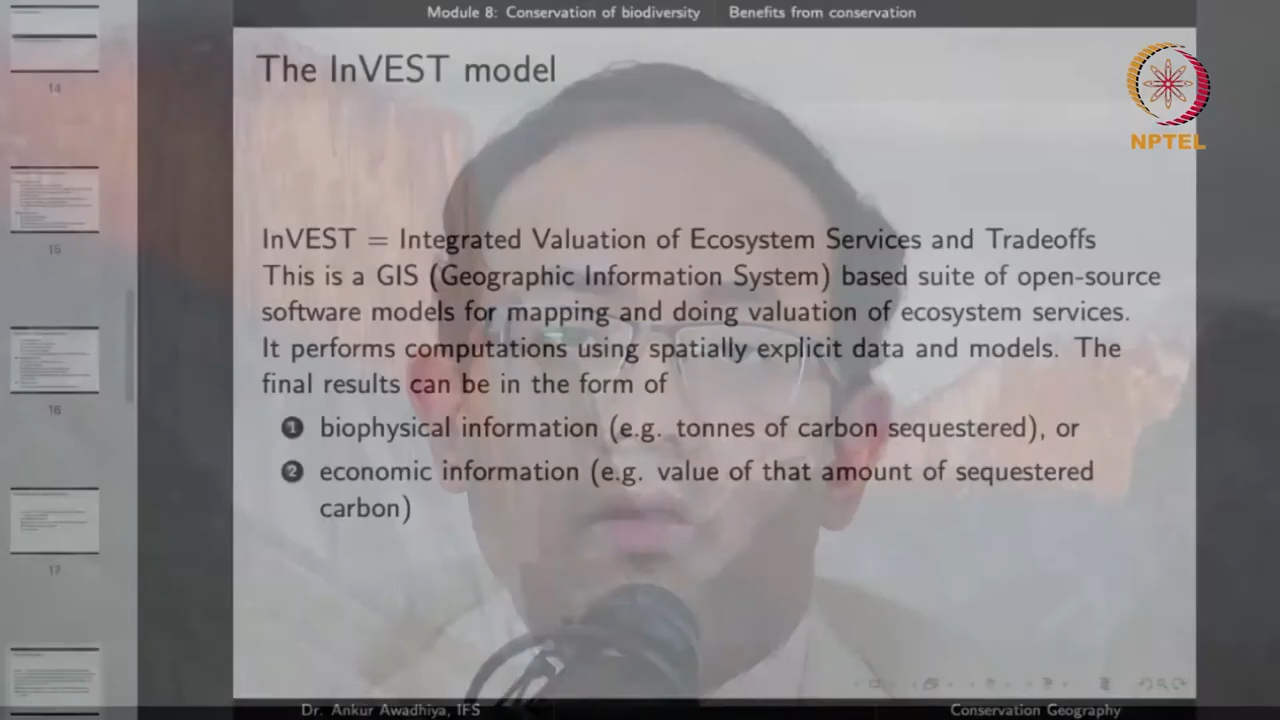 Module 8: Conservation of biodiversity Benefits from conservation
The InVEST model
NPTEL
InVEST = Integrated Valuation of Ecosystem Services and Tradeoffs
This is a GIS (Geographic Information System) based suite of open-source
software models for mapping and doing valuation of ecosystem services.
It performs computations using spatially explicit data and models. The
final results can be in the form of
1 biophysical information (e.g. tonnes of carbon sequestered), or
2 economic information (e.g. value of that amount of sequestered
carbon)
14
15
16
17
Dr. Ankur Awadhiya, IFS Conservation Geography